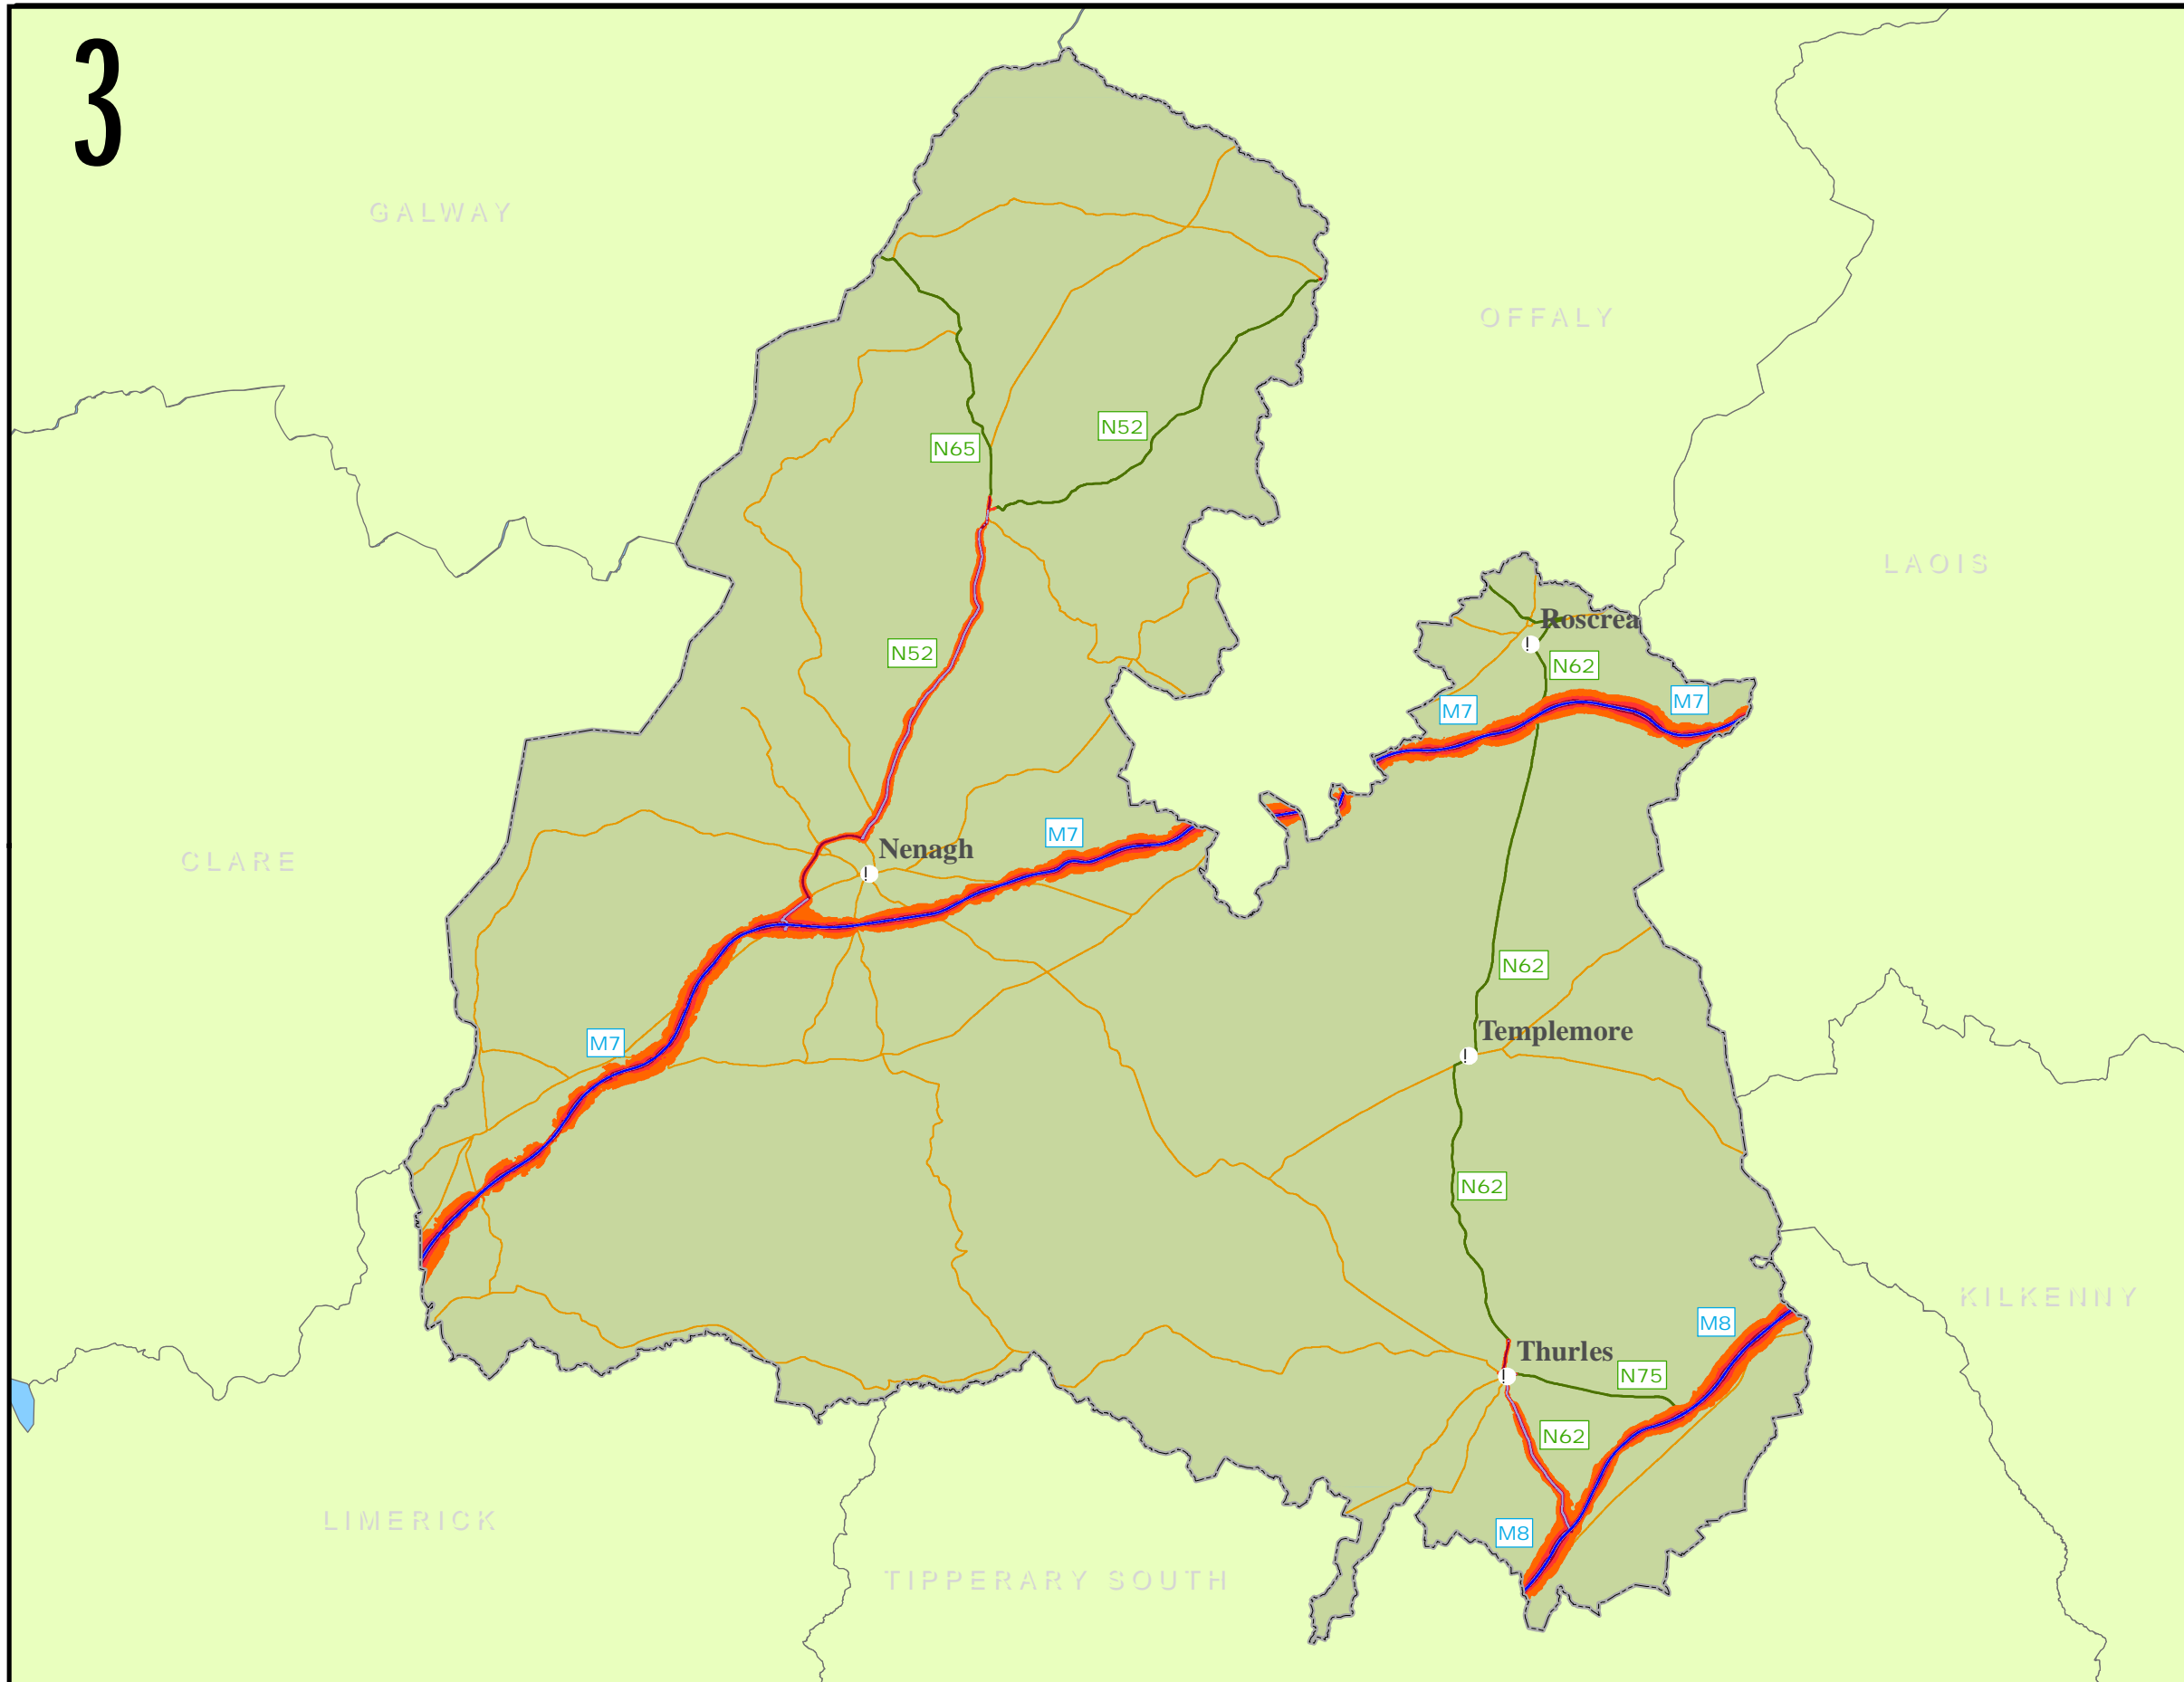 3
GALWAY
OFFALY
N52
N65
LAOIS
Roscrea
N52
N62
M7
M7
M7
Nenagh
CLARE
N62
Templemore
M7
N62
KILKENNY
M8
Thurles
N75
N62
LIMERICK
M8
TIPPERARY SOUTH